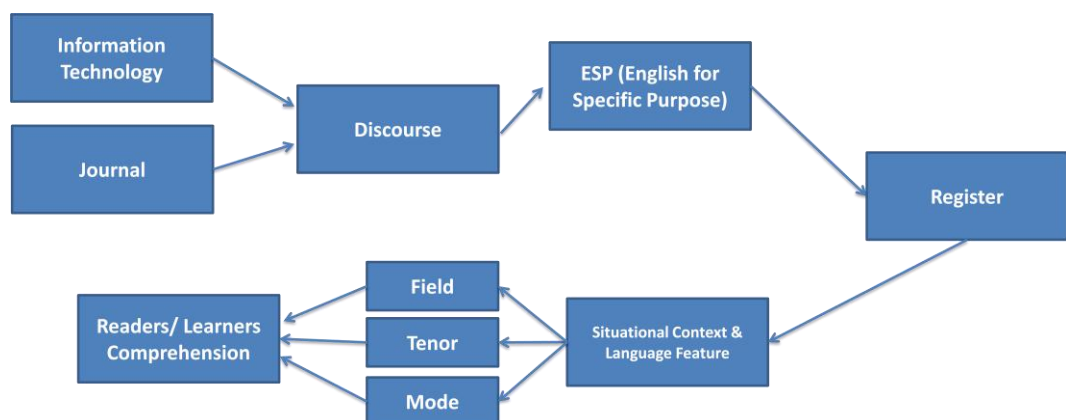 Information
Technology
Journal
Discourse
ESP (English for
Specific Purpose)
Register
Situational Context &
Language Feature
Field
Tenor
Mode
Readers/ Learners
Comprehension